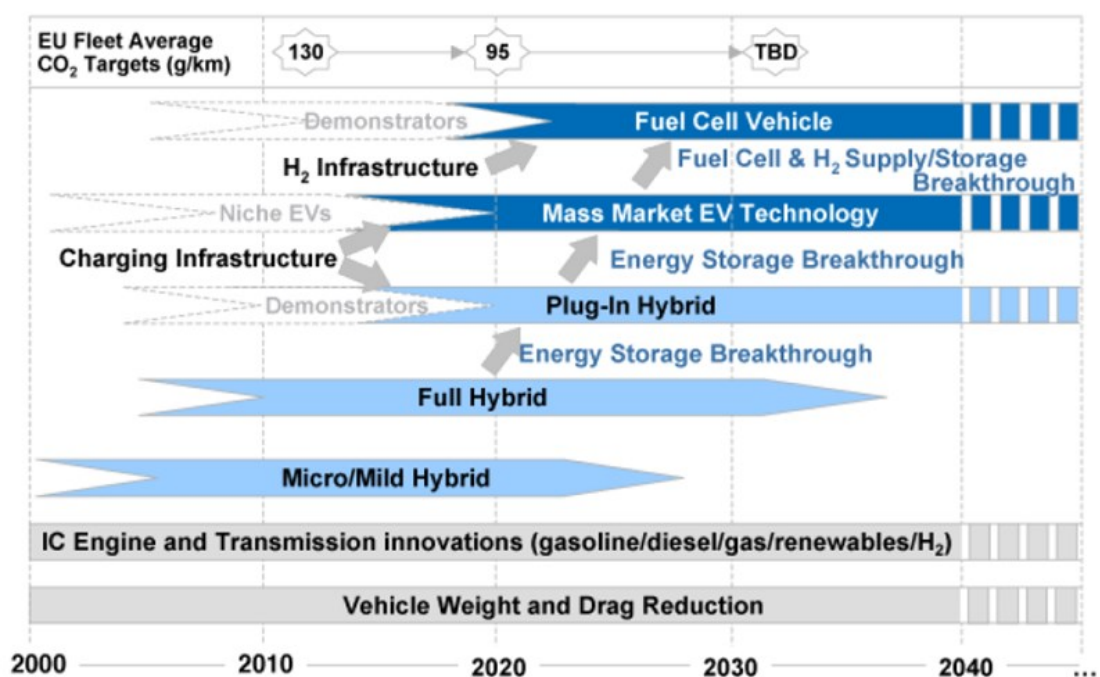 EU Fleet Average
CO₂ Targets (g/km)
130
95
TBD
Demonstrators
Fuel Cell Vehicle
H₂ Infrastructure
Fuel Cell & H₂ Supply/Storage
Breakthrough
Niche EVs
Mass Market EV Technology
Charging Infrastructure
Energy Storage Breakthrough
Demonstrators
Plug-In Hybrid
Energy Storage Breakthrough
Full Hybrid
Micro/Mild Hybrid
IC Engine and Transmission innovations (gasoline/diesel/gas/renewables/H₂)
Vehicle Weight and Drag Reduction
2000
2010
2020
2030
2040
...